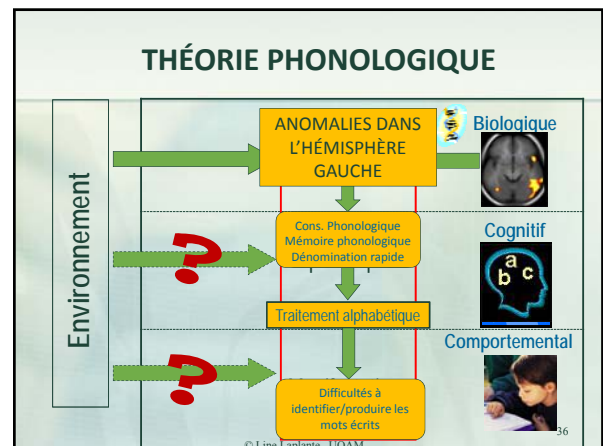 THÉORIE PHONOLOGIQUE
Environnement
ANOMALIES DANS
L'HÉMISPHÈRE
GAUCHE
Biologique
?
Cons. Phonologique
Mémoire phonologique
Dénomination rapide
Cognitif
a
b c
Traitement alphabétique
Comportemental
?
Difficultés à
identifier/produire les
mots écrits
36
© Line Laplante, UQAM